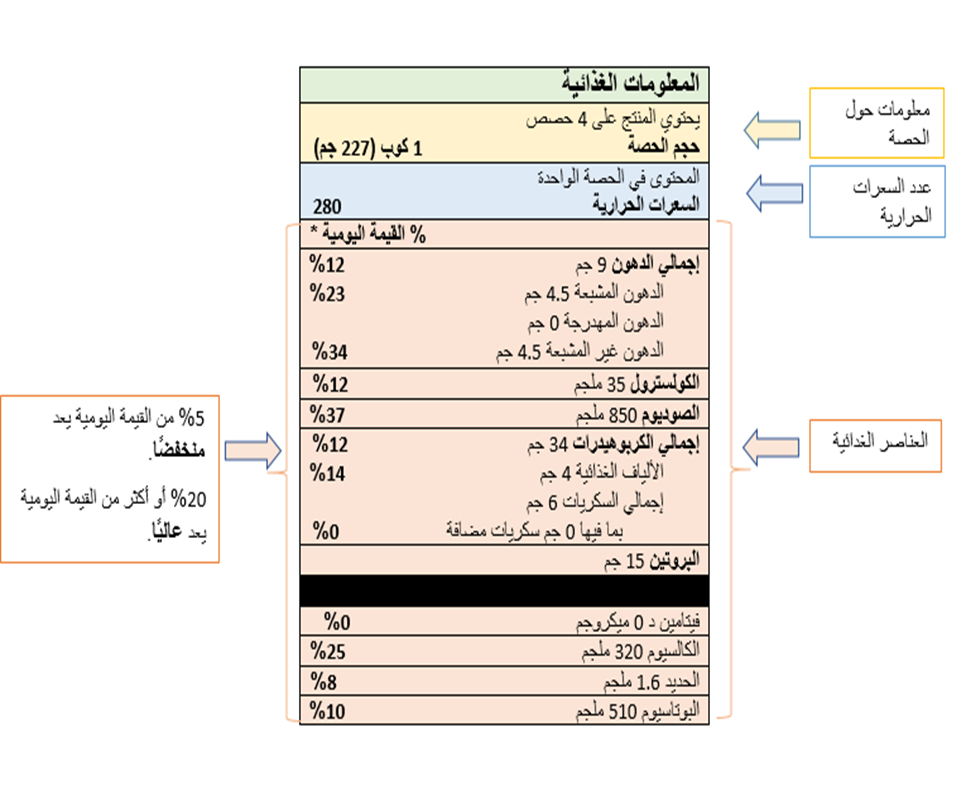 المعلومات الغذائية
يحتوي المنتج على 4 حصص
حجم الحصة 1 كوب (227 جم)
المحتوى في الحصة الواحدة
السعرات الحرارية 280
% القيمة اليومية *
إجمالي الدهون 9 جم 12%
الدهون المشبعة 4.5 جم 23%
الدهون المهدرجة 0 جم
الدهون غير المشبعة 4.5 جم 34%
الكولسترول 35 ملجم 12%
الصوديوم 850 ملجم 37%
إجمالي الكربوهيدرات 34 جم 12%
الألياف الغذائية 4 جم 14%
إجمالي السكريات 6 جم
بما فيها 0 جم سكريات مضافة 0%
البروتين 15 جم
فيتامين د 0 ميكروجم 0%
الكالسيوم 320 ملجم 25%
الحديد 1.6 ملجم 8%
البوتاسيوم 510 ملجم 10%
معلومات حول
الحصة
عدد السعرات
الحرارية
العناصر الغدائية
5% من القيمة اليومية يعد
منخفضًا.
20% أو أكثر من القيمة اليومية
يعد عاليًا.